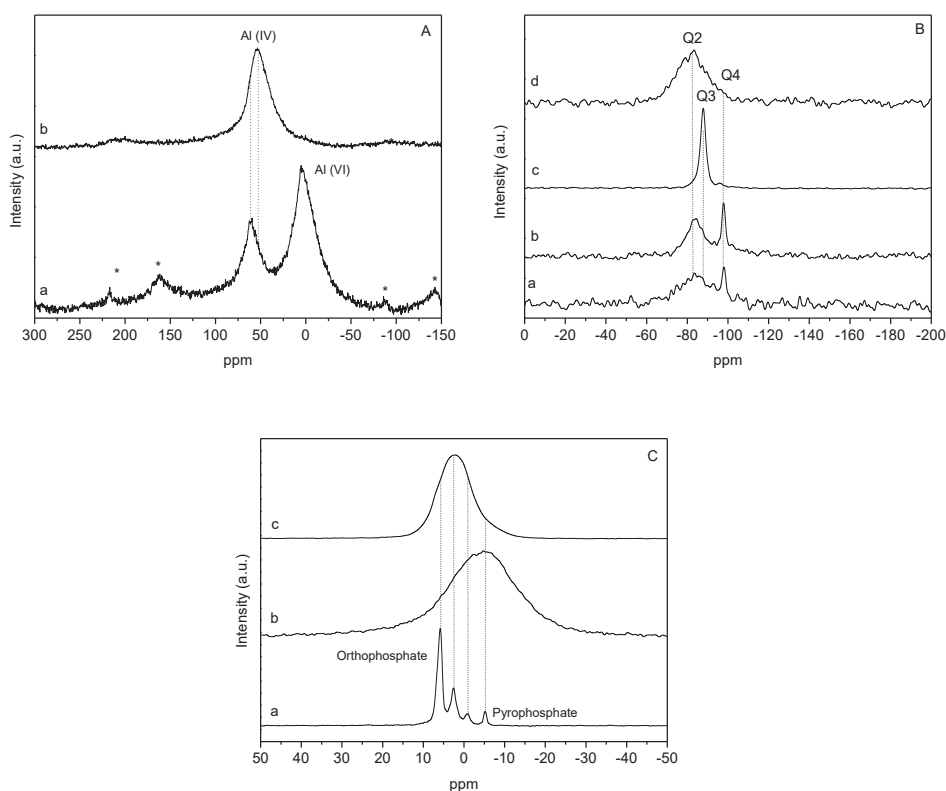 A
Al (IV)
b
Al (VI)
*
*
*
*
a
Intensity (a.u.)
300 250 200 150 100 50 0 -50 -100 -150
ppm
B
Q2
Q4
d
Q3
c
b
a
Intensity (a.u.)
0 -20 -40 -60 -80 -100 -120 -140 -160 -180 -200
ppm
C
c
b
Orthophosphate
a
Pyrophosphate
Intensity (a.u.)
50 40 30 20 10 0 -10 -20 -30 -40 -50
ppm